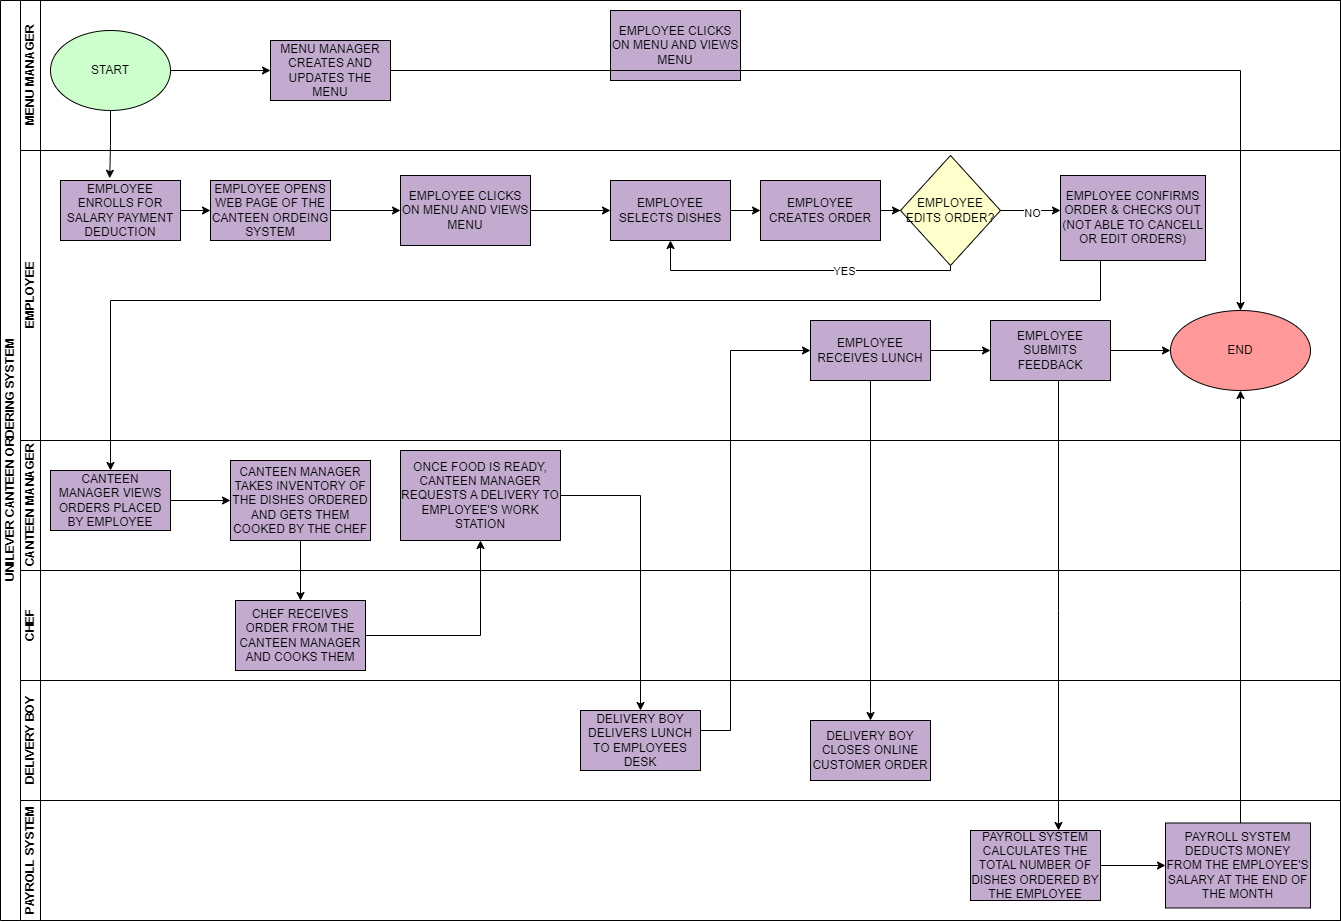 UNILEVER CANTEEN ORDERING SYSTEM
MENU MANAGER
START
MENU MANAGER
CREATES AND
UPDATES THE
MENU
EMPLOYEE CLICKS
ON MENU AND VIEWS
MENU
EMPLOYEE
EMPLOYEE
ENROLLS FOR
SALARY PAYMENT
DEDUCTION
EMPLOYEE OPENS
WEB PAGE OF THE
CANTEEN ORDEING
SYSTEM
EMPLOYEE CLICKS
ON MENU AND VIEWS
MENU
EMPLOYEE
SELECTS DISHES
EMPLOYEE
CREATES ORDER
EMPLOYEE
EDITS ORDER?
NO
YES
EMPLOYEE CONFIRMS
ORDER & CHECKS OUT
(NOT ABLE TO CANCELL
OR EDIT ORDERS)
EMPLOYEE
RECEIVES LUNCH
EMPLOYEE
SUBMITS
FEEDBACK
END
CANTEEN MANAGER
CANTEEN
MANAGER VIEWS
ORDERS PLACED
BY EMPLOYEE
CANTEEN MANAGER
TAKES INVENTORY OF
THE DISHES ORDERED
AND GETS THEM
COOKED BY THE CHEF
ONCE FOOD IS READY,
CANTEEN MANAGER
REQUESTS A DELIVERY TO
EMPLOYEE'S WORK
STATION
CHEF
CHEF RECEIVES
ORDER FROM THE
CANTEEN MANAGER
AND COOKS THEM
DELIVERY BOY
DELIVERY BOY
DELIVERS LUNCH
TO EMPLOYEES
DESK
DELIVERY BOY
CLOSES ONLINE
CUSTOMER ORDER
PAYROLL SYSTEM
PAYROLL SYSTEM
CALCULATES THE
TOTAL NUMBER OF
DISHES ORDERED BY
THE EMPLOYEE
PAYROLL SYSTEM
DEDUCTS MONEY
FROM THE EMPLOYEE'S
SALARY AT THE END OF
THE MONTH